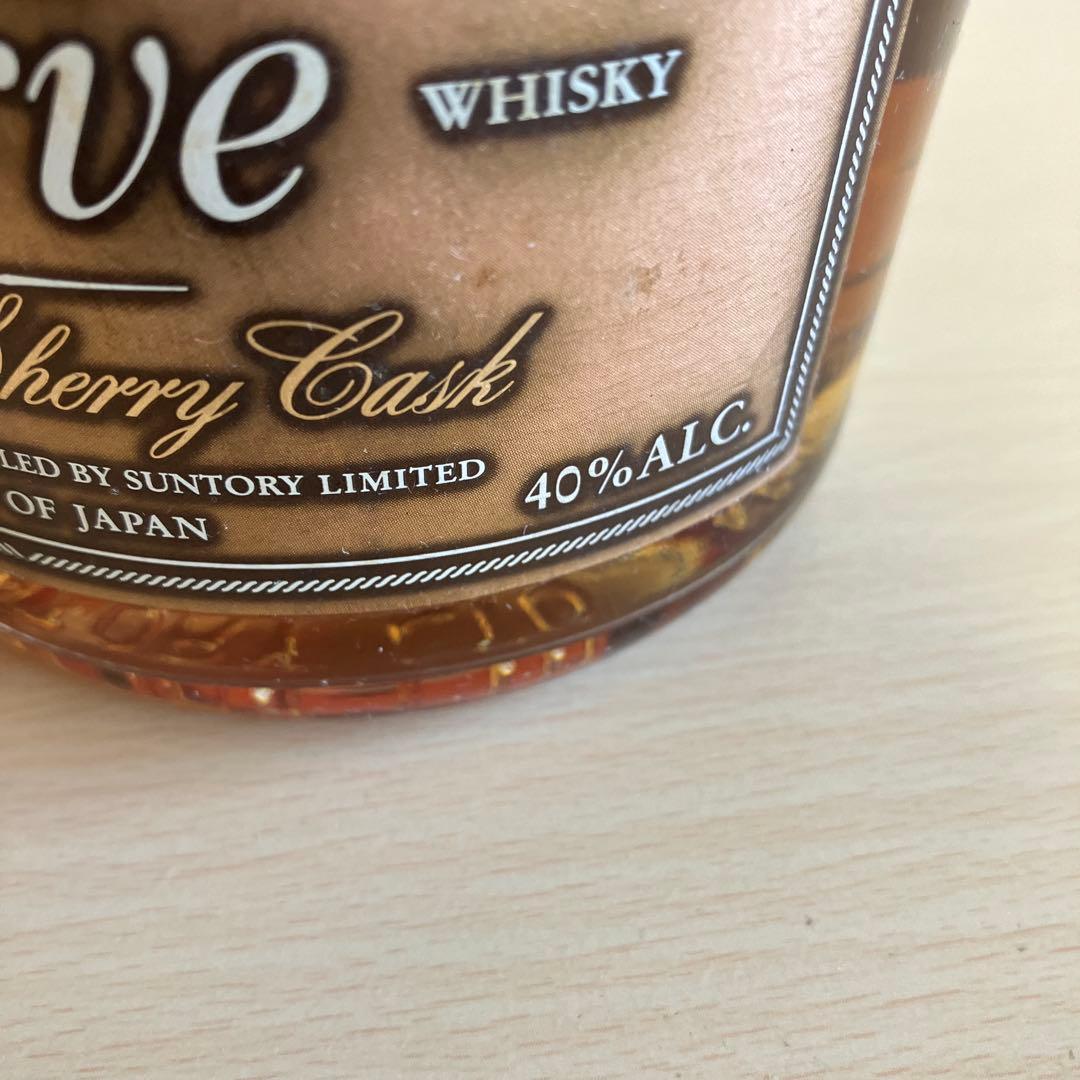 rve WHISKY
Sherry Cask
LED BY SUNTORY LIMITED
OF JAPAN
40% ALC.